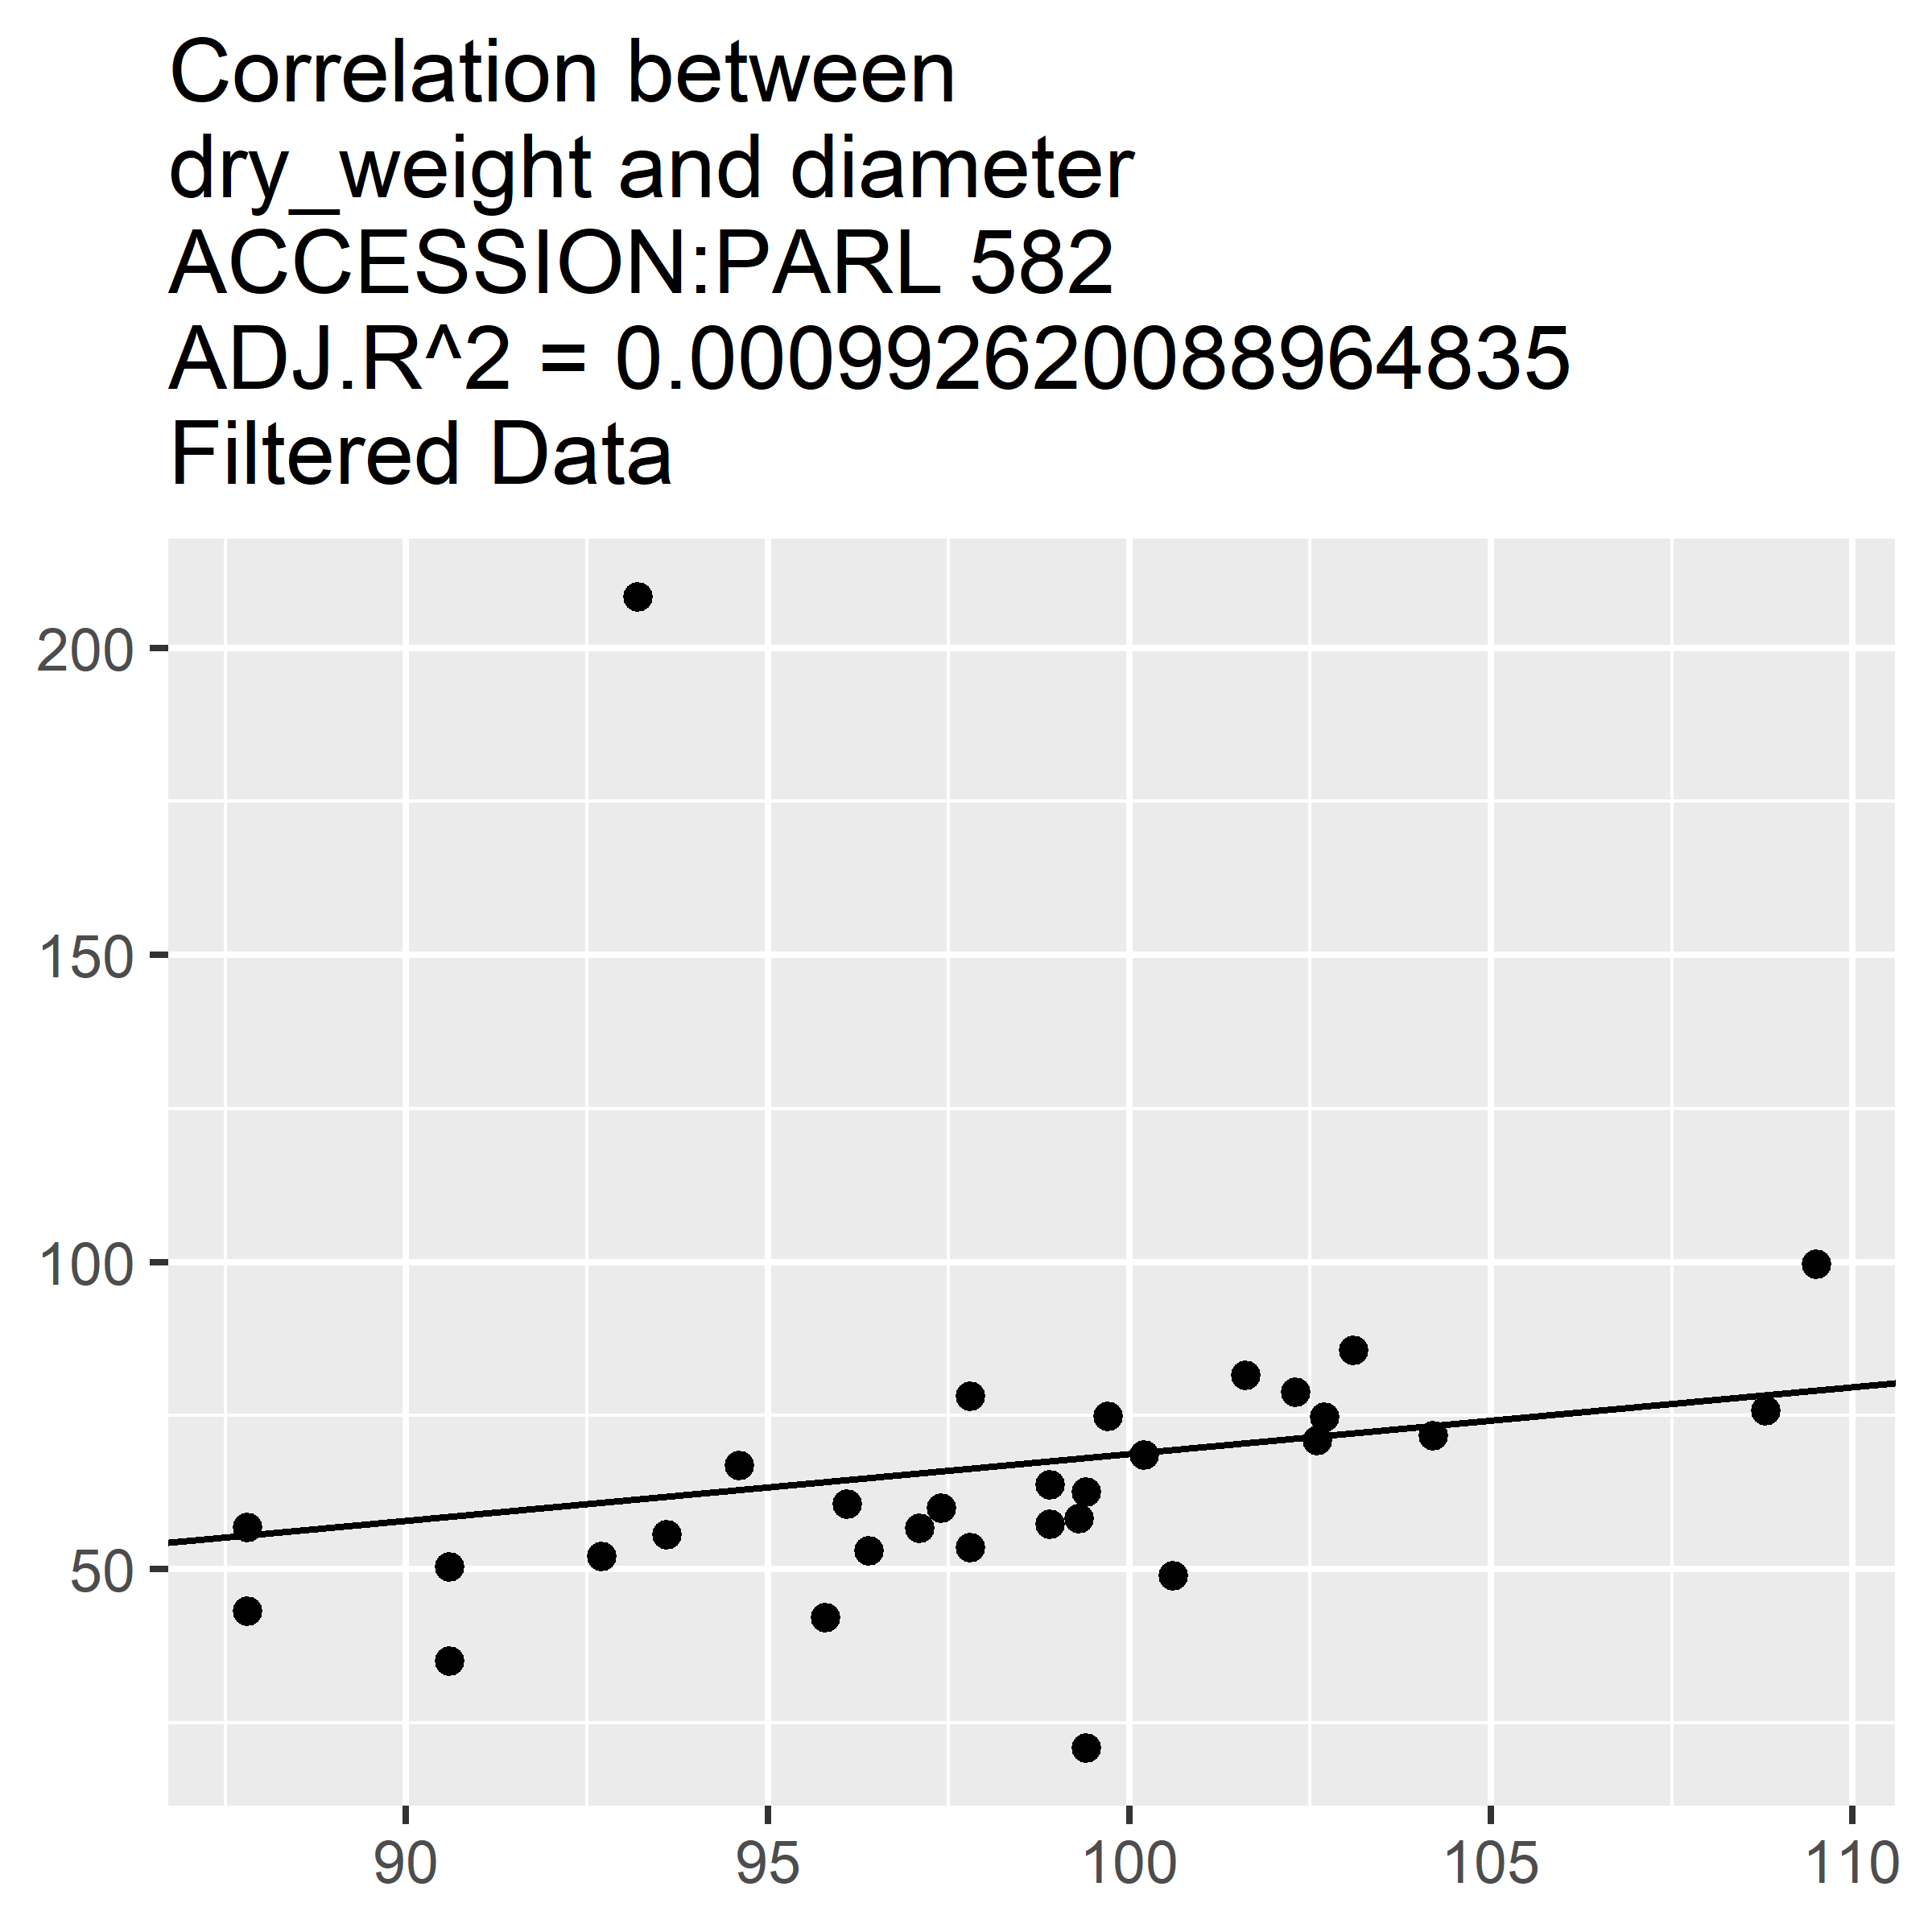 Correlation between
dry_weight and diameter
ACCESSION:PARL 582
ADJ.R^2 = 0.000992620088964835
Filtered Data
200
150
100
50
90 95 100 105 110